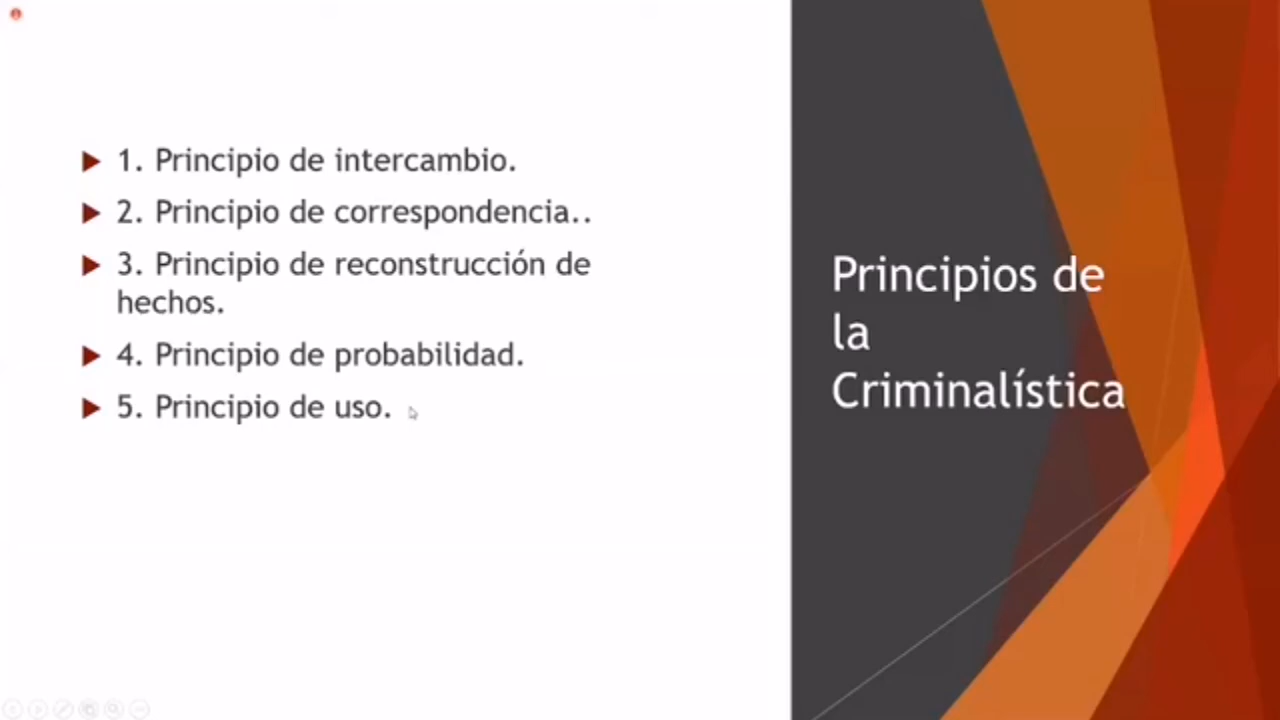 1. Principio de intercambio.
2. Principio de correspondencia..
3. Principio de reconstrucción de
hechos.
4. Principio de probabilidad.
5. Principio de uso.
Principios de
la
Criminalística